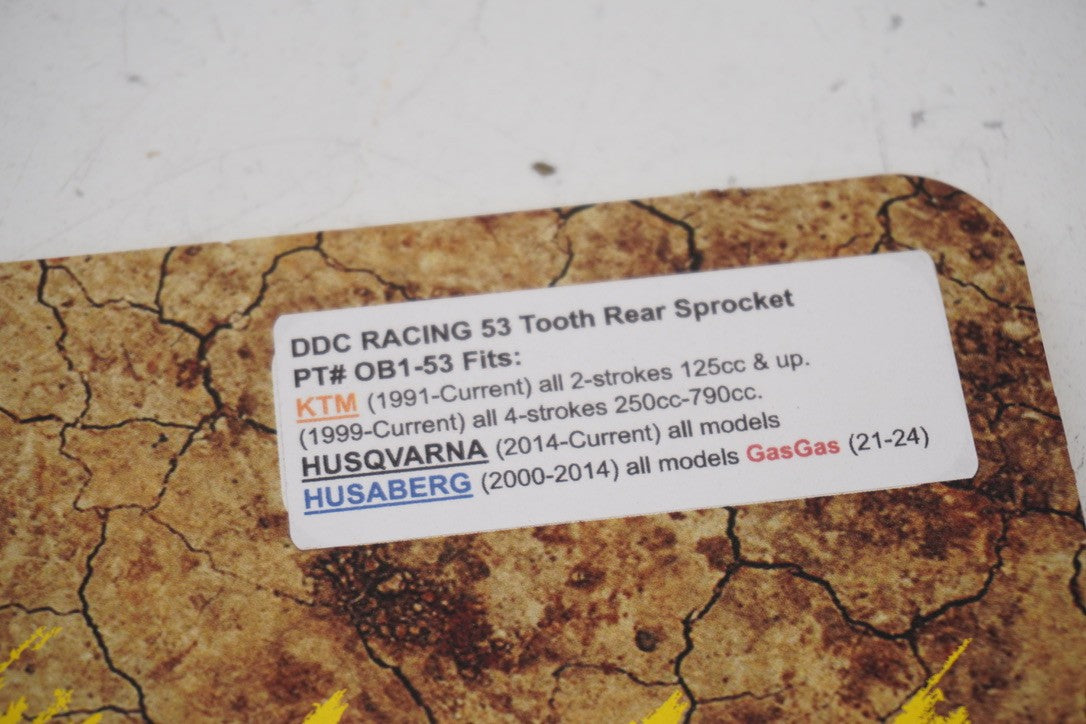 DDC RACING 53 Tooth Rear Sprocket
PT# OB1-53 Fits:
KTM (1991-Current) all 2-strokes 125cc & up.
(1999-Current) all 4-strokes 250cc-790cc.
HUSQVARNA (2014-Current) all models
HUSABERG (2000-2014) all models GasGas (21-24)